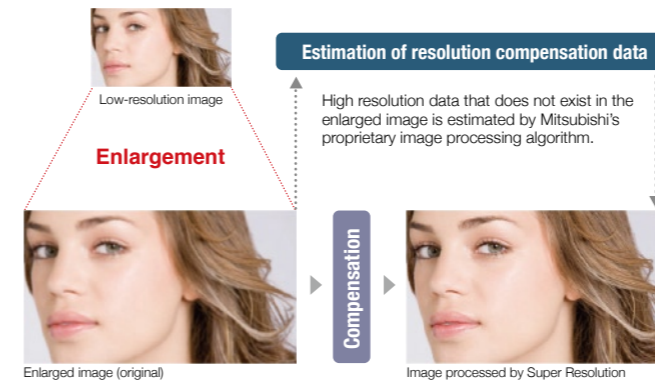 Estimation of resolution compensation data
Low-resolution image
High resolution data that does not exist in the
enlarged image is estimated by Mitsubishi's
proprietary image processing algorithm.
Enlargement
Compensation
Enlarged image (original)
Image processed by Super Resolution